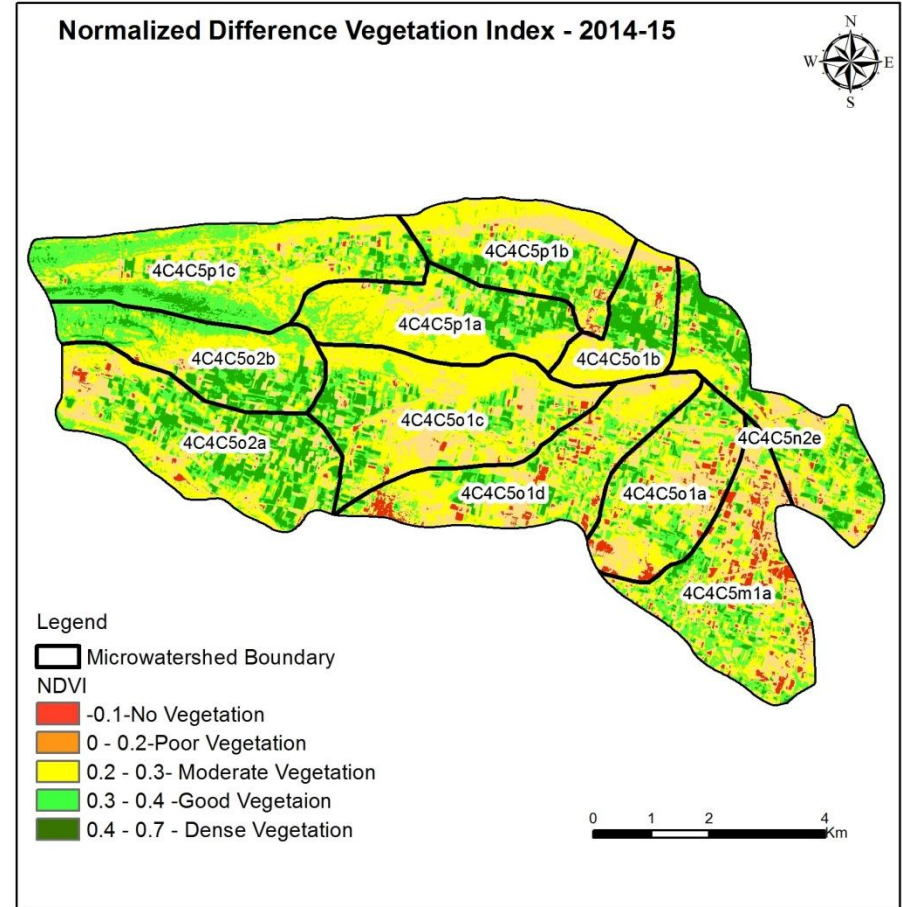 Normalized Difference Vegetation Index - 2014-15
N
W
E
S
4C4C5p1b
4C4C5p1c
4C4C5p1a
4C4C5o2b
4C4C5o1b
4C4C5o1c
4C4C5o2a
4C4C5n2e
4C4C5o1d
4C4C5o1a
4C4C5m1a
Legend
Microwatershed Boundary
NDVI
-0.1-No Vegetation
0 - 0.2-Poor Vegetation
0.2 - 0.3- Moderate Vegetation
0.3 - 0.4 -Good Vegetaion
0.4 - 0.7 - Dense Vegetation
0 1 2 4
Km